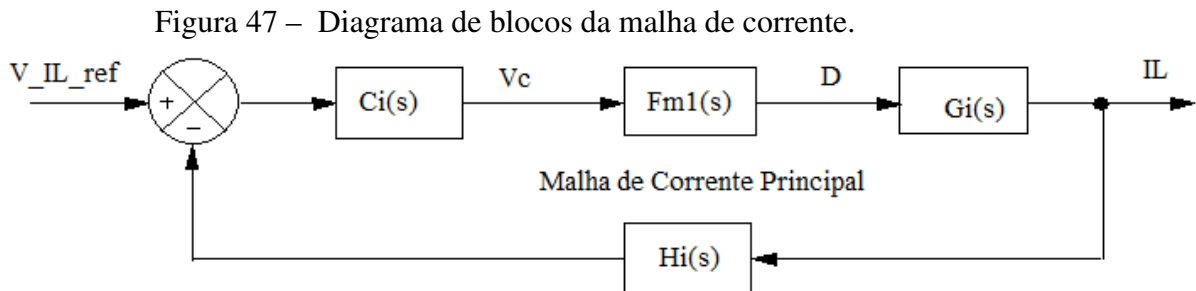 Figura 47 – Diagrama de blocos da malha de corrente.
V_IL_ref
+
−
Ci(s)
Vc
Fm1(s)
D
Gi(s)
IL
Malha de Corrente Principal
Hi(s)